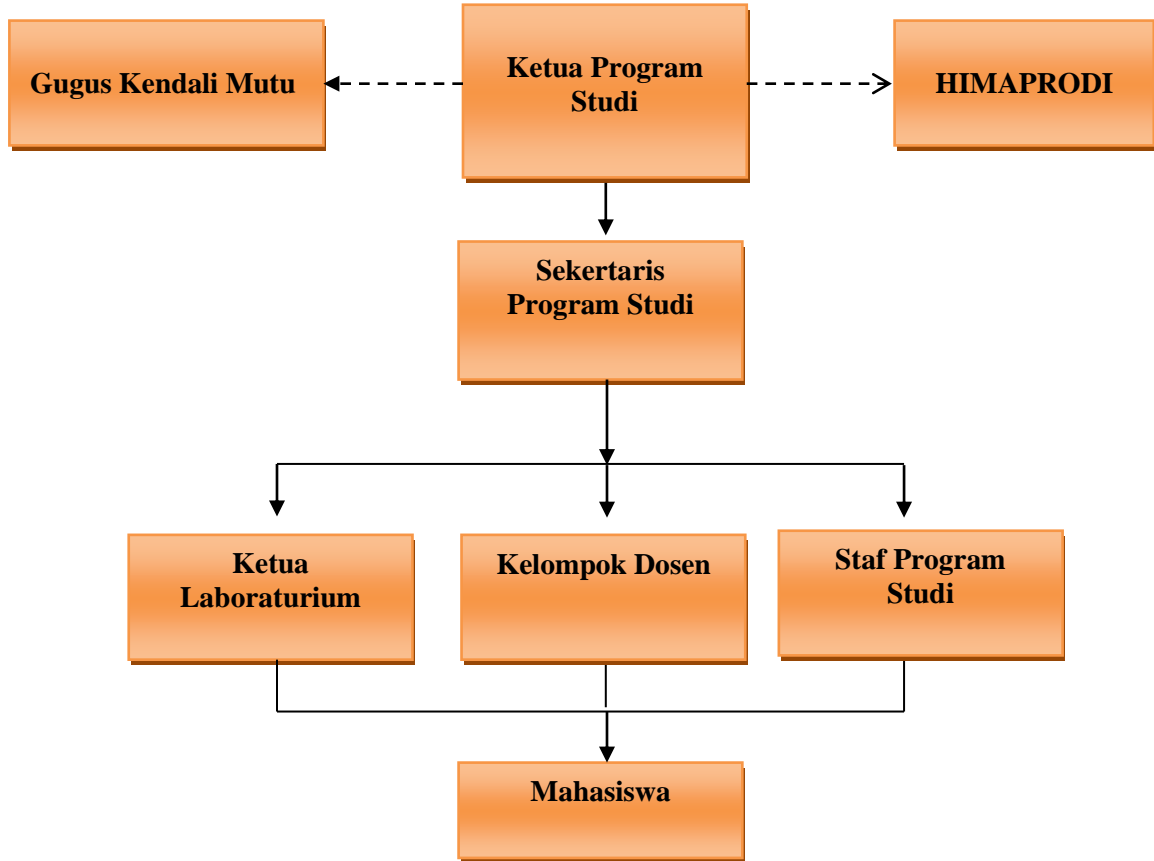 Gugus Kendali Mutu
Ketua Program
Studi
HIMAPRODI
Sekertaris
Program Studi
Ketua
Laboraturium
Kelompok Dosen
Staf Program
Studi
Mahasiswa